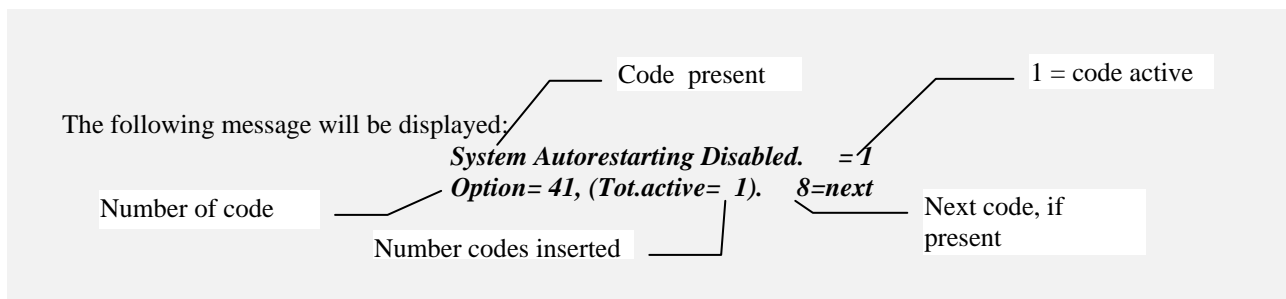 Code present
1 = code active
The following message will be displayed:
System Autorestarting Disabled. =1
Option= 41, (Tot.active= 1). 8=next
Number of code
Next code, if
present
Number codes inserted